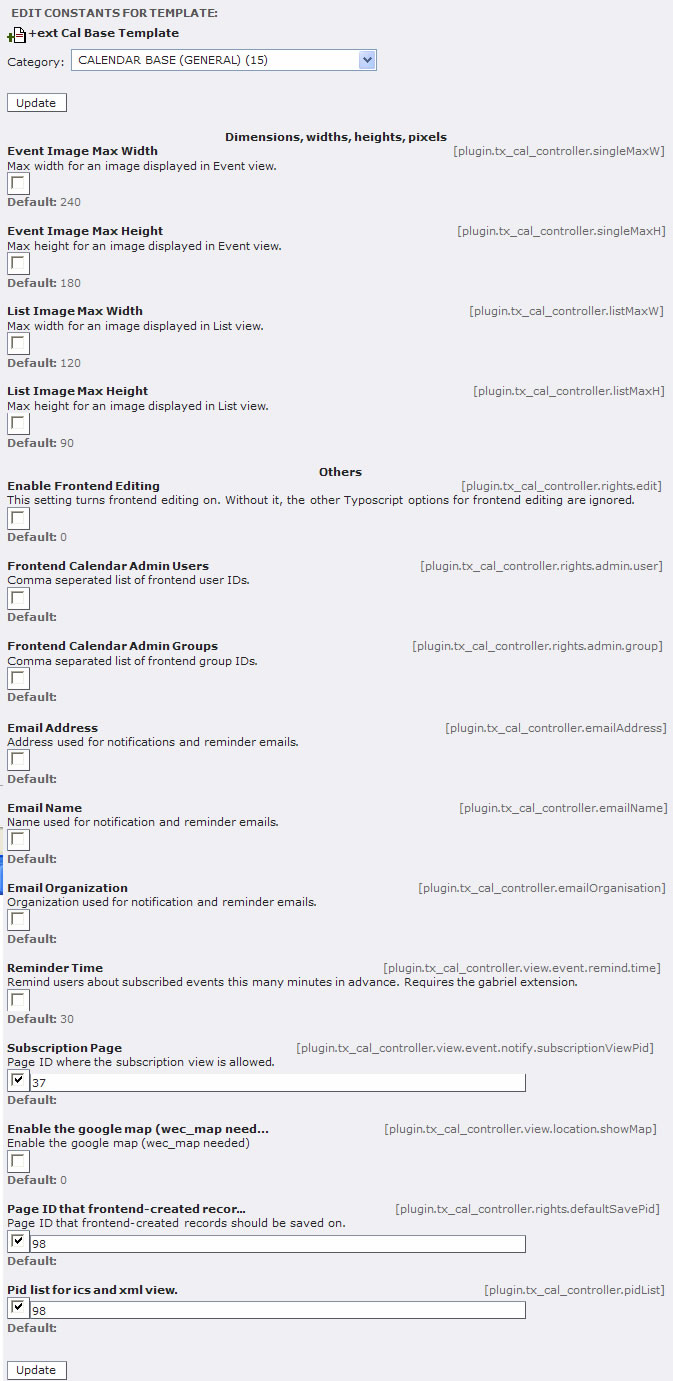 EDIT CONSTANTS FOR TEMPLATE:
+ext Cal Base Template
Category: CALENDAR BASE (GENERAL) (15)
Update
Dimensions, widths, heights, pixels
Event Image Max Width [plugin.tx_cal_controller.singleMaxW]
Max width for an image displayed in Event view.
Default: 240
Event Image Max Height [plugin.tx_cal_controller.singleMaxH]
Max height for an image displayed in Event view.
Default: 180
List Image Max Width [plugin.tx_cal_controller.listMaxW]
Max width for an image displayed in List view.
Default: 120
List Image Max Height [plugin.tx_cal_controller.listMaxH]
Max height for an image displayed in List view.
Default: 90
Others
Enable Frontend Editing [plugin.tx_cal_controller.rights.edit]
This setting turns frontend editing on. Without it, the other Typoscript options for frontend editing are ignored.
Default: 0
Frontend Calendar Admin Users [plugin.tx_cal_controller.rights.admin.user]
Comma seperated list of frontend user IDs.
Default:
Frontend Calendar Admin Groups [plugin.tx_cal_controller.rights.admin.group]
Comma separated list of frontend group IDs.
Default:
Email Address [plugin.tx_cal_controller.emailAddress]
Address used for notifications and reminder emails.
Default:
Email Name [plugin.tx_cal_controller.emailName]
Name used for notification and reminder emails.
Default:
Email Organization [plugin.tx_cal_controller.emailOrganisation]
Organization used for notification and reminder emails.
Default:
Reminder Time [plugin.tx_cal_controller.view.event.remind.time]
Remind users about subscribed events this many minutes in advance. Requires the gabriel extension.
Default: 30
Subscription Page [plugin.tx_cal_controller.view.event.notify.subscriptionViewPid]
Page ID where the subscription view is allowed.
37
Default:
Enable the google map (wec_map need... [plugin.tx_cal_controller.view.location.showMap]
Enable the google map (wec_map needed)
Default: 0
Page ID that frontend-created recor... [plugin.tx_cal_controller.rights.defaultSavePid]
Page ID that frontend-created records should be saved on.
98
Default:
Pid list for ics and xml view. [plugin.tx_cal_controller.pidList]
98
Default:
Update